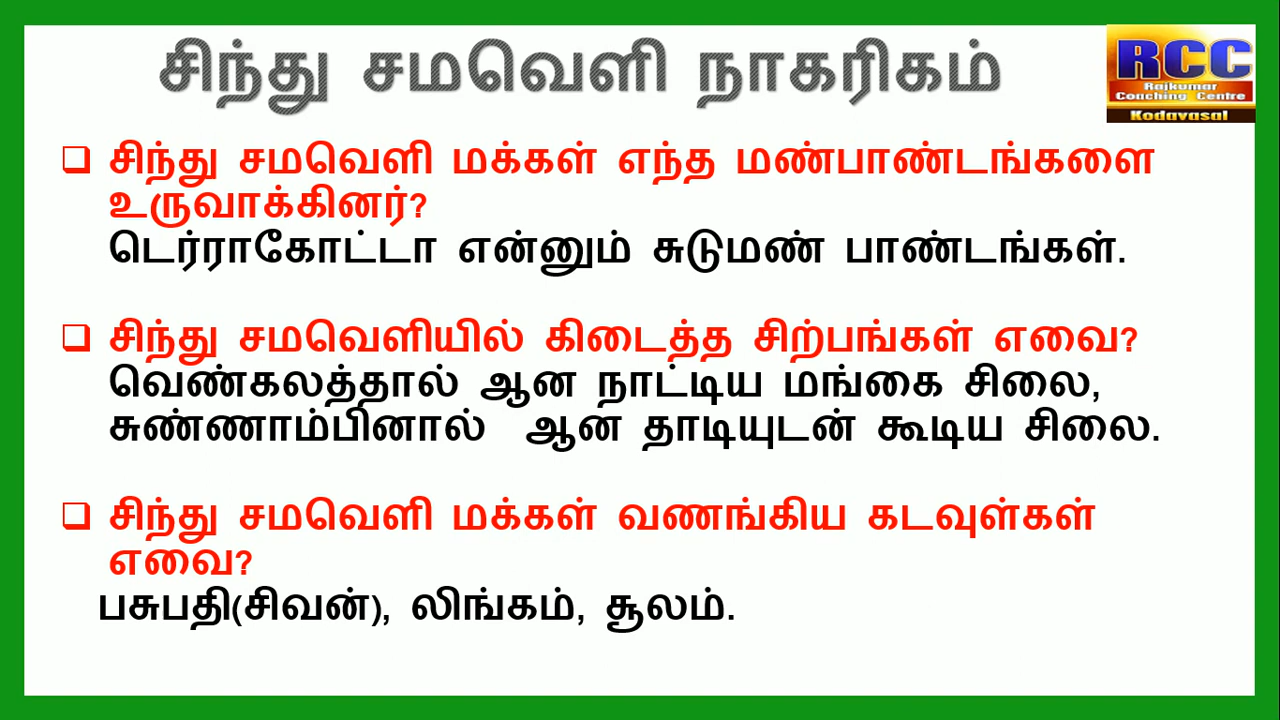 சிந்து சமவெளி நாகரிகம்
RCC
Rajkumar
Coaching Centre
Kodavasal
❑ சிந்து சமவெளி மக்கள் எந்த மண்பாண்டங்களை
உருவாக்கினர்?
டெர்ராகோட்டா என்னும் சுடுமண் பாண்டங்கள்.
❑ சிந்து சமவெளியில் கிடைத்த சிற்பங்கள் எவை?
வெண்கலத்தால் ஆன நாட்டிய மங்கை சிலை,
சுண்ணாம்பினால் ஆன தாடியுடன் கூடிய சிலை.
❑ சிந்து சமவெளி மக்கள் வணங்கிய கடவுள்கள்
எவை?
பசுபதி(சிவன்), லிங்கம், சூலம்.